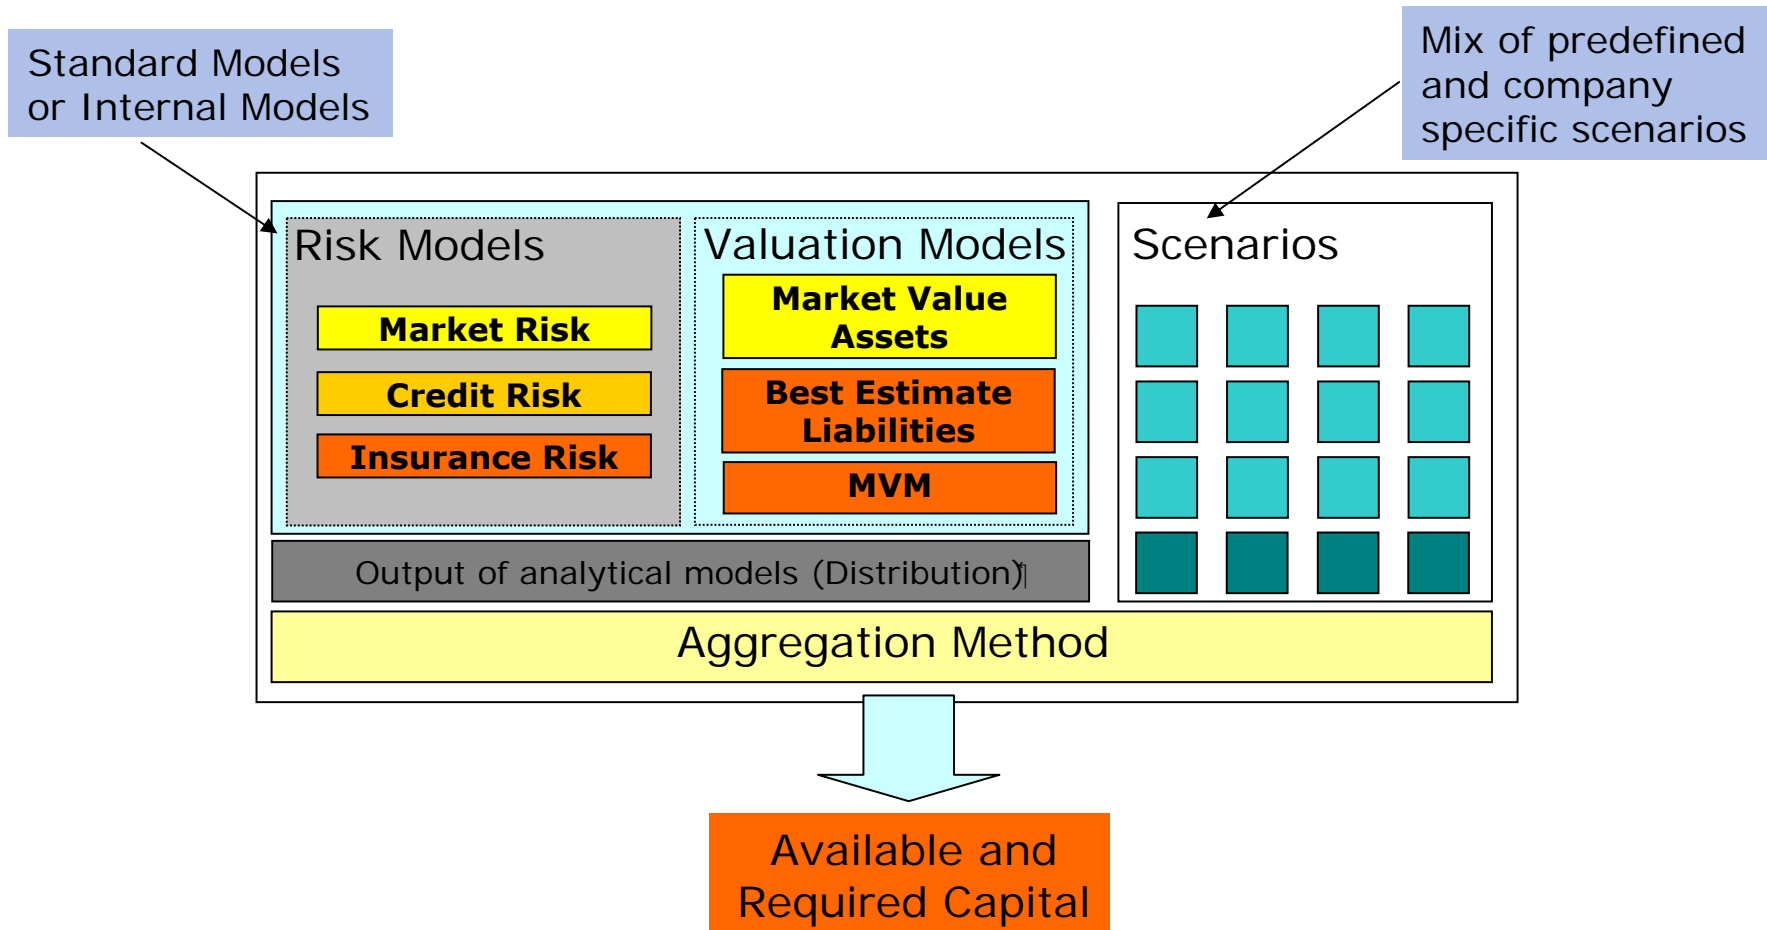 Standard Models
or Internal Models
Mix of predefined
and company
specific scenarios
Risk Models
Market Risk
Credit Risk
Insurance Risk
Valuation Models
Market Value
Assets
Best Estimate
Liabilities
MVM
Scenarios
Output of analytical models (Distribution)
Aggregation Method
Available and
Required Capital